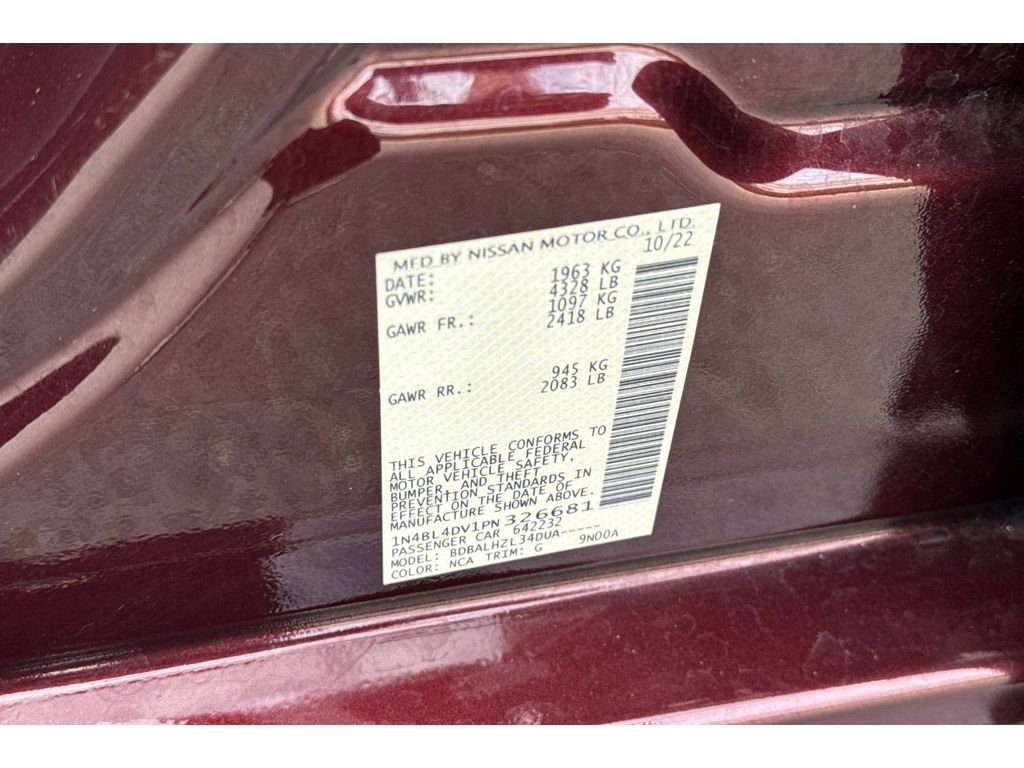 MFD BY NISSAN MOTOR CO., LTD.
DATE: 10/22
GVWR: 1963 KG
4328 LB
GAWR FR.: 1097 KG
2418 LB
GAWR RR.: 945 KG
2083 LB
THIS VEHICLE CONFORMS TO
ALL APPLICABLE FEDERAL
MOTOR VEHICLE SAFETY,
BUMPER, AND THEFT
PREVENTION STANDARDS IN
EFFECT ON THE DATE OF
MANUFACTURE SHOWN ABOVE.
1N4BL4DV1PN326681
PASSENGER CAR 642232
MODEL: BDBALHZL34DUA-----
COLOR: NCA TRIM: G 9N00A